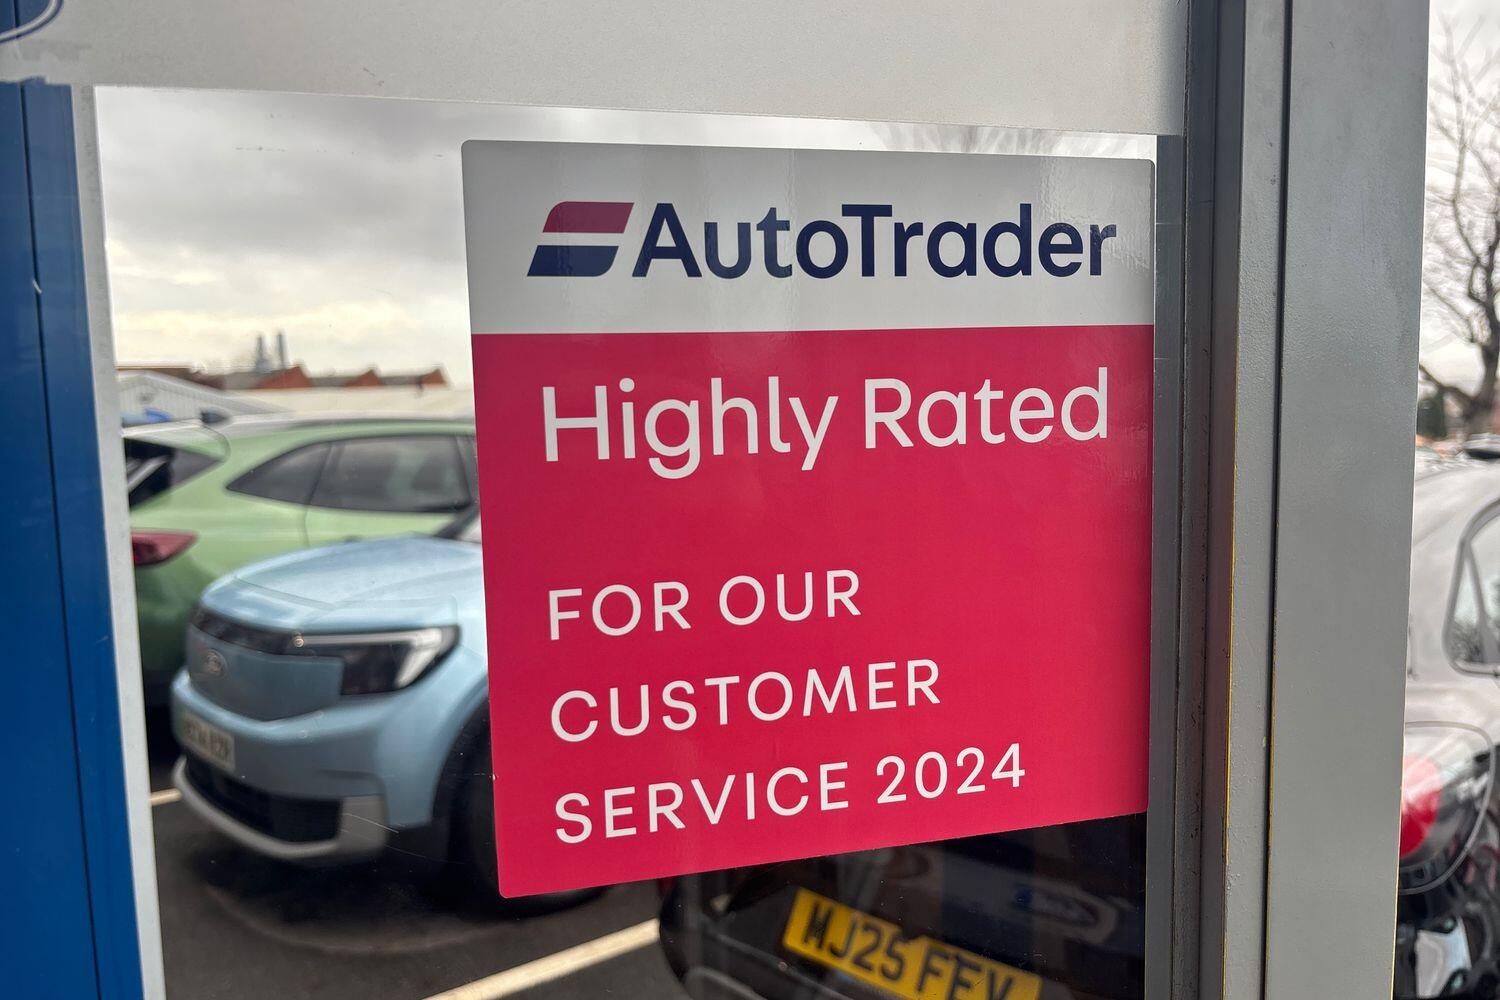 AutoTrader
Highly Rated
FOR OUR
CUSTOMER
SERVICE 2024
MJ25 FEV